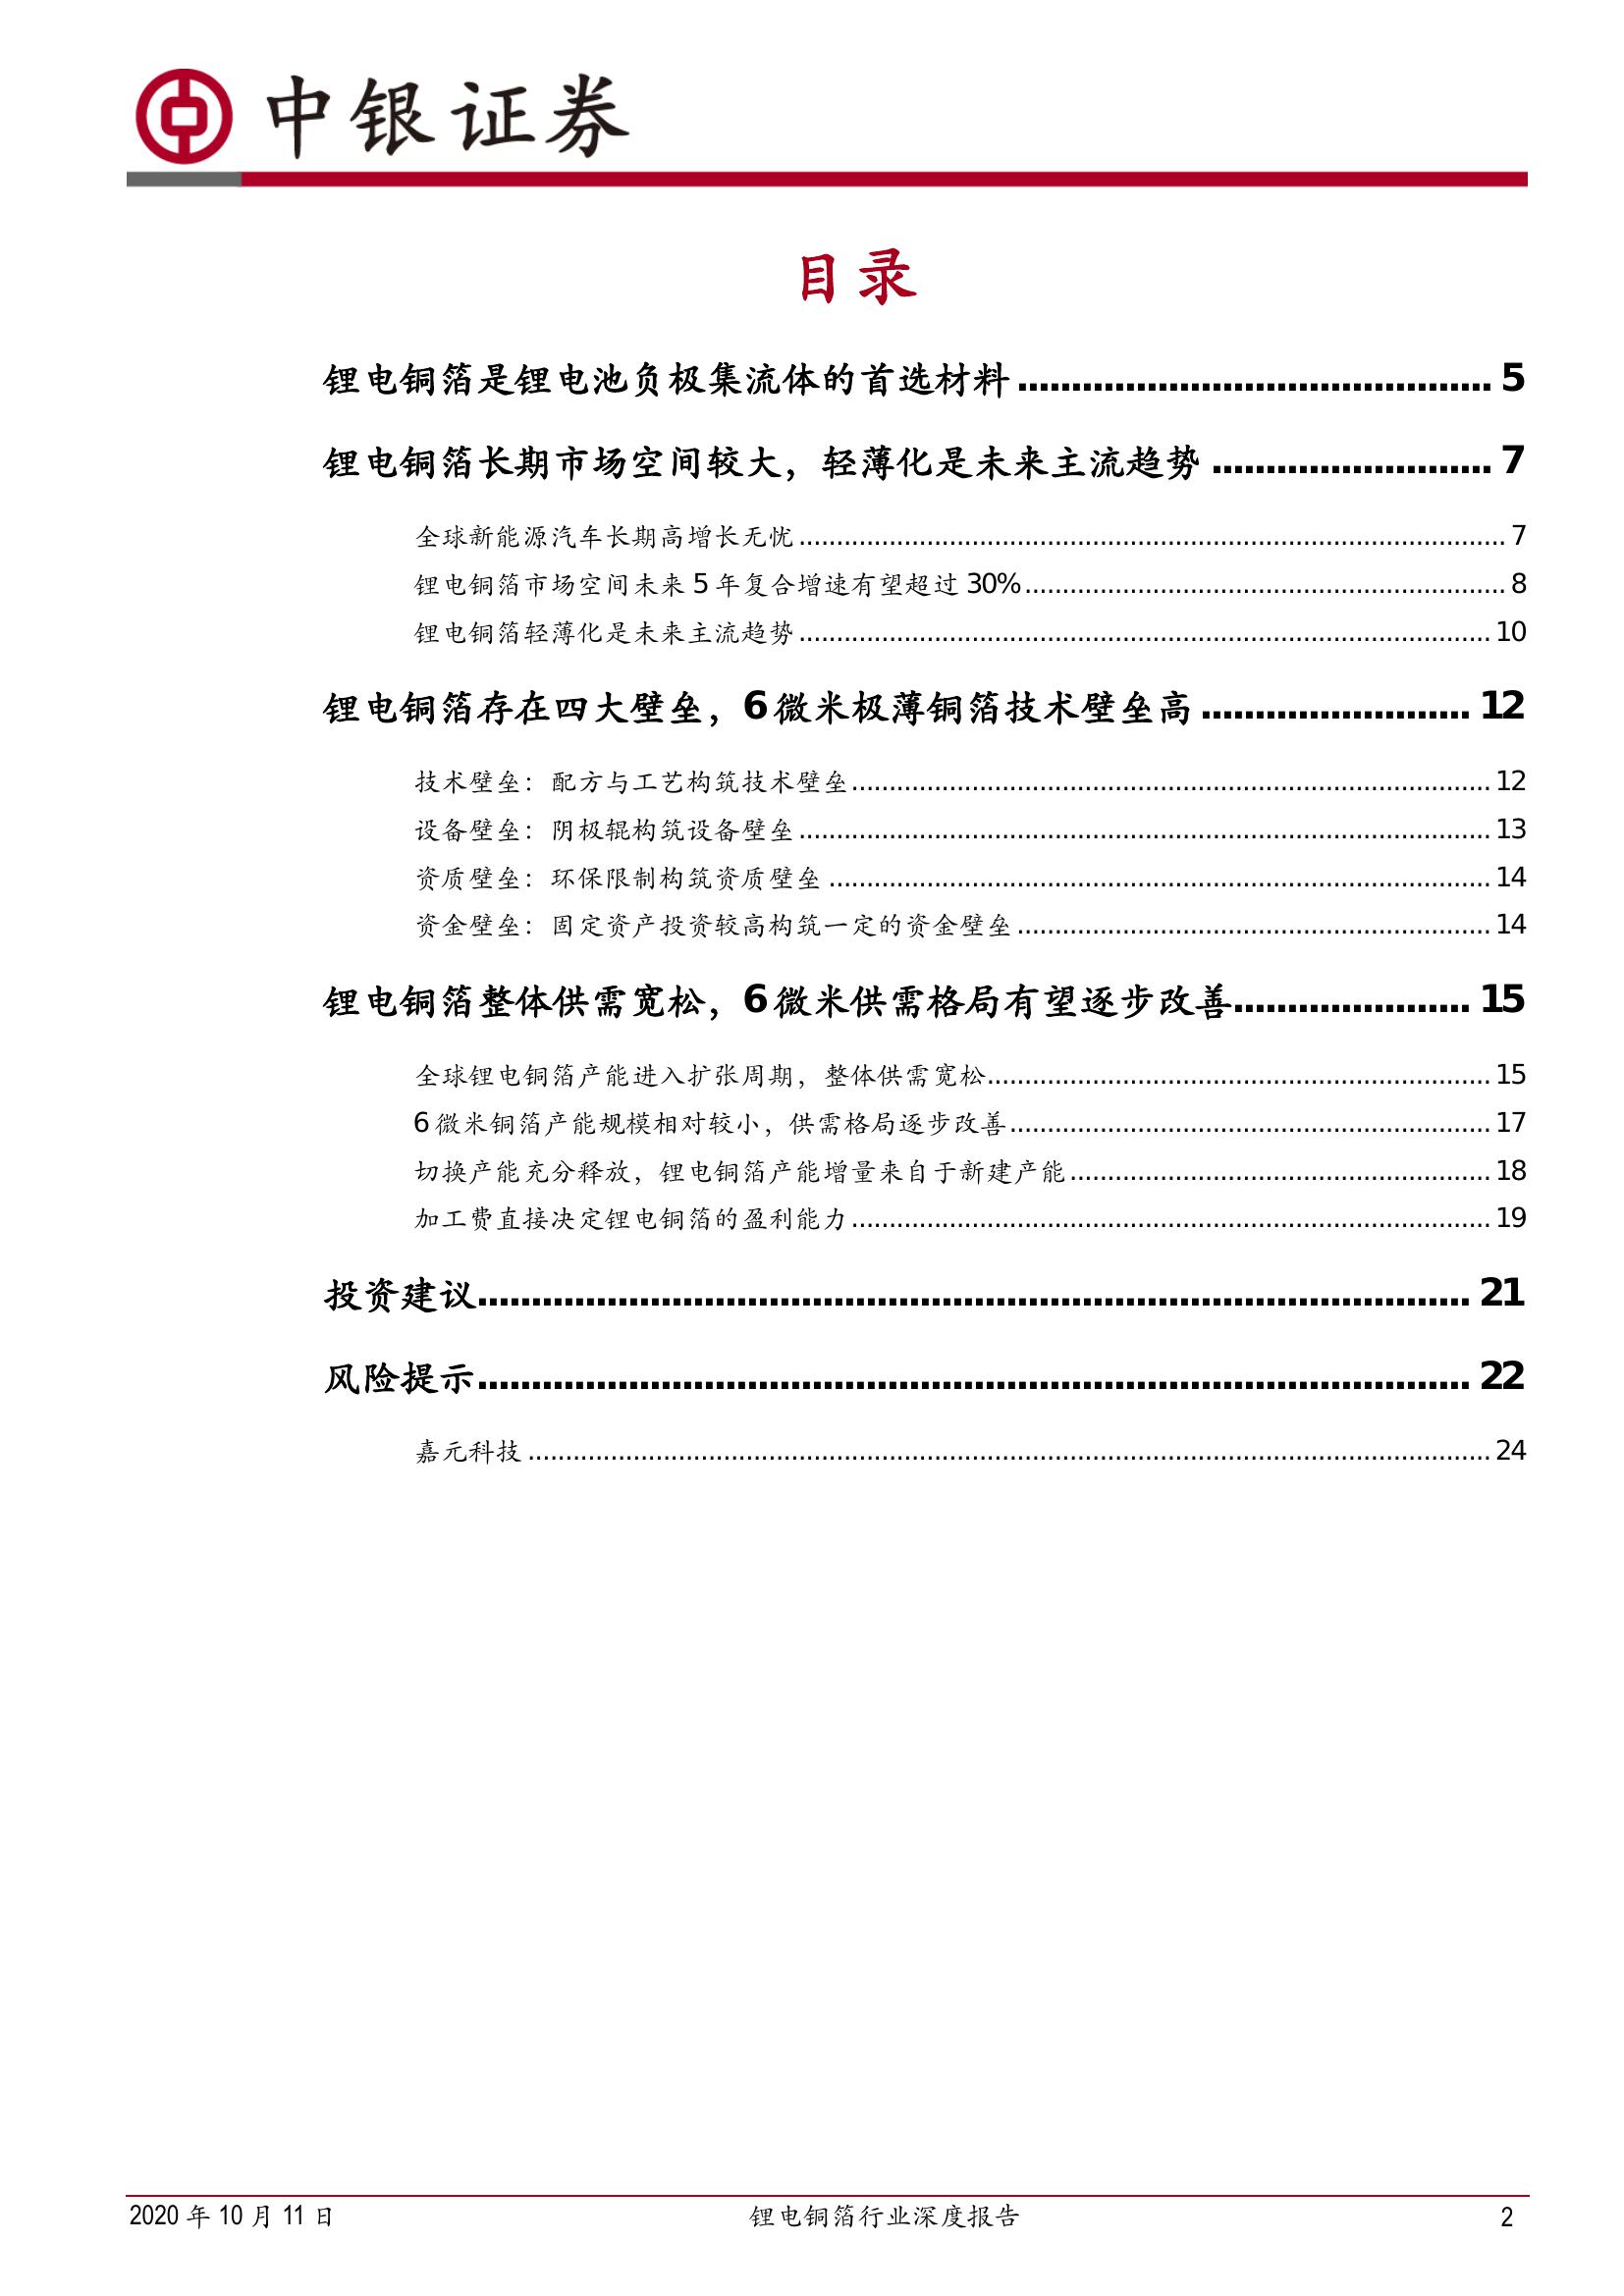 中银证券
目录
锂电铜箔是锂电池负极集流体的首选材料............................................ 5
锂电铜箔长期市场空间较大，轻薄化是未来主流趋势.......................... 7
全球新能源汽车长期高增长无忧.............................................................................................. 7
锂电铜箔市场空间未来 5 年复合增速有望超过 30%................................................................ 8
锂电铜箔轻薄化是未来主流趋势............................................................................................ 10
锂电铜箔存在四大壁垒，6 微米极薄铜箔技术壁垒高......................... 12
技术壁垒：配方与工艺构筑技术壁垒..................................................................................... 12
设备壁垒：阴极辊构筑设备壁垒............................................................................................ 13
资质壁垒：环保限制构筑资质壁垒........................................................................................ 14
资金壁垒：固定资产投资较高构筑一定的资金壁垒............................................................... 14
锂电铜箔整体供需宽松，6 微米供需格局有望逐步改善...................... 15
全球锂电铜箔产能进入扩张周期，整体供需宽松................................................................... 15
6 微米铜箔产能规模相对较小，供需格局逐步改善................................................................ 17
切换产能充分释放，锂电铜箔产能增量来自于新建产能........................................................ 18
加工费直接决定锂电铜箔的盈利能力..................................................................................... 19
投资建议............................................................................................ 21
风险提示............................................................................................ 22
嘉元科技................................................................................................................................ 24
2020 年 10 月 11 日 锂电铜箔行业深度报告 2